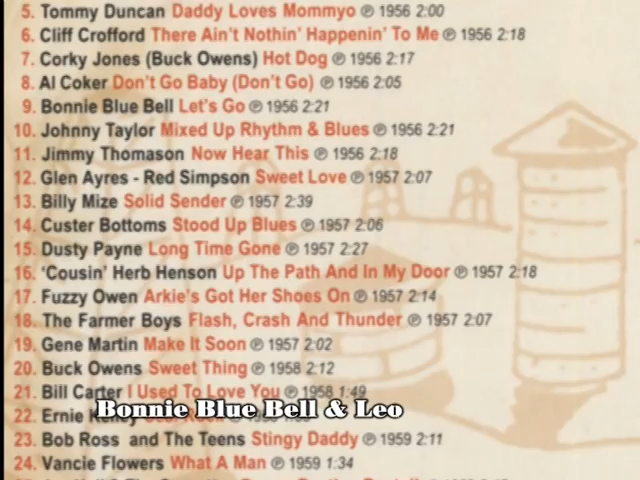 5. Tommy Duncan Daddy Loves Mommyo ℗ 1956 2:00
6. Cliff Crofford There Ain't Nothin' Happenin' To Me ℗ 1956 2:18
7. Corky Jones (Buck Owens) Hot Dog ℗ 1956 2:17
8. Al Coker Don't Go Baby (Don't Go) ℗ 1956 2:05
9. Bonnie Blue Bell Let's Go ℗ 1956 2:21
10. Johnny Taylor Mixed Up Rhythm & Blues ℗ 1956 2:21
11. Jimmy Thomason Now Hear This ℗ 1956 2:18
12. Glen Ayres - Red Simpson Sweet Love ℗ 1957 2:07
13. Billy Mize Solid Sender ℗ 1957 2:39
14. Custer Bottoms Stood Up Blues ℗ 1957 2:06
15. Dusty Payne Long Time Gone ℗ 1957 2:27
16. 'Cousin' Herb Henson Up The Path And In My Door ℗ 1957 2:18
17. Fuzzy Owen Arkie's Got Her Shoes On ℗ 1957 2:14
18. The Farmer Boys Flash, Crash And Thunder ℗ 1957 2:07
19. Gene Martin Make It Soon ℗ 1957 2:02
20. Buck Owens Sweet Thing ℗ 1958 2:12
21. Bill Carter I Used To Love You ℗ 1958 1:49
Bonnie Blue Bell & Leo
22. Ernie
23. Bob Ross and The Teens Stingy Daddy ℗ 1959 2:11
24. Vancie Flowers What A Man ℗ 1959 1:34